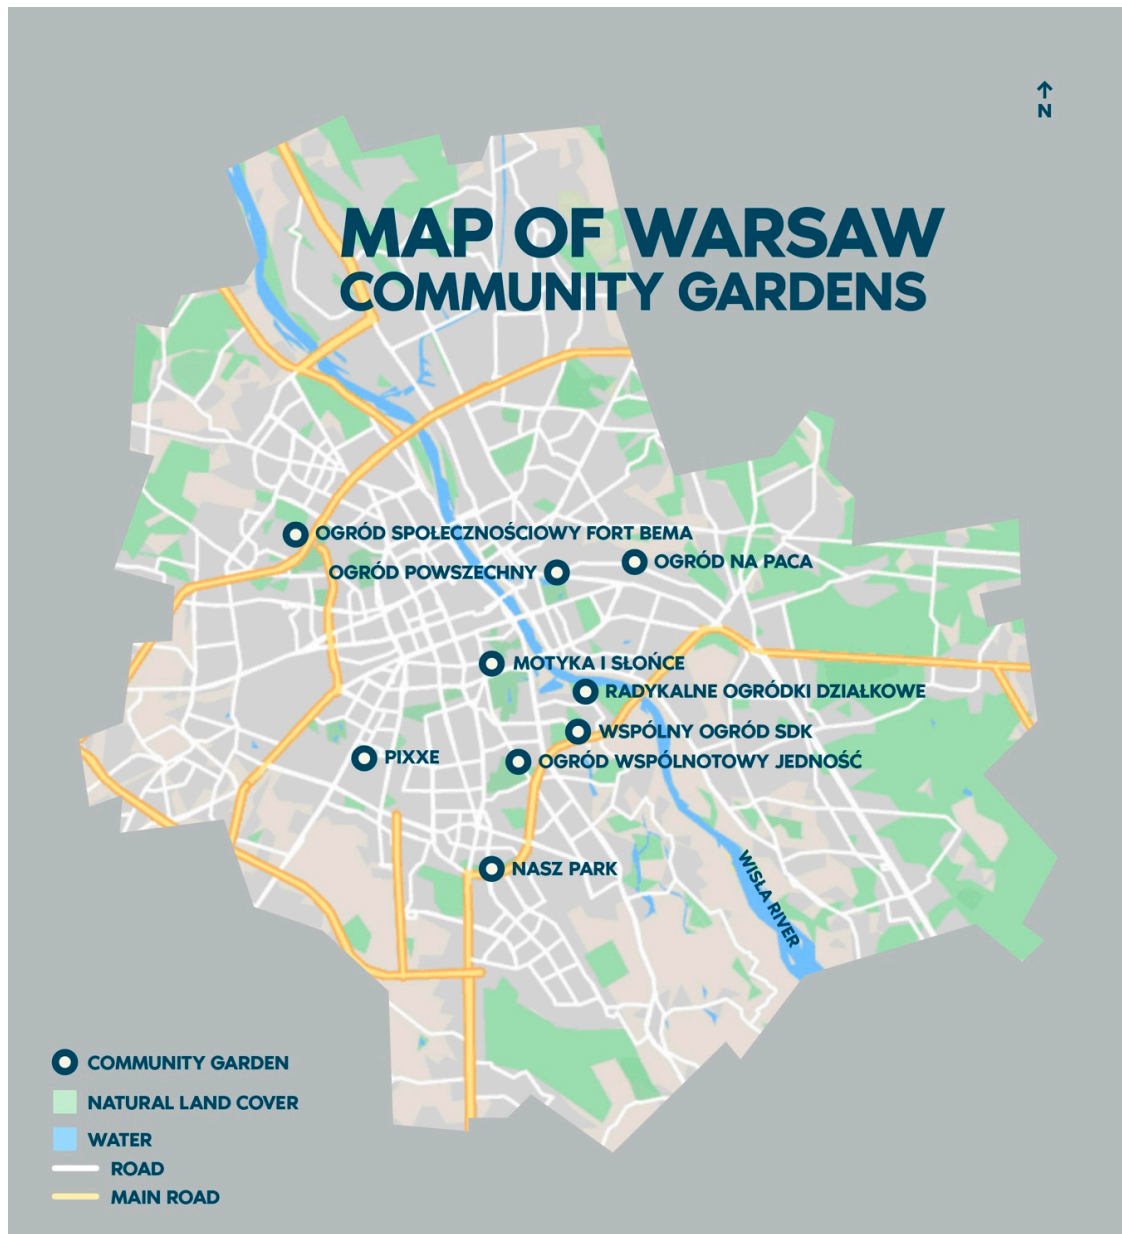 N
MAP OF WARSAW
COMMUNITY GARDENS
OGRÓD SPOŁECZNOŚCIOWY FORT BEMA
OGRÓD NA PACA
OGRÓD POWSZECHNY
MOTYKA I SŁOŃCE
RADYKALNE OGRÓDKI DZIAŁKOWE
WSPÓLNY OGRÓD SDK
PIXXE
OGRÓD WSPÓLNOTOWY JEDNOŚĆ
NASZ PARK
WISŁA RIVER
COMMUNITY GARDEN
NATURAL LAND COVER
WATER
ROAD
MAIN ROAD